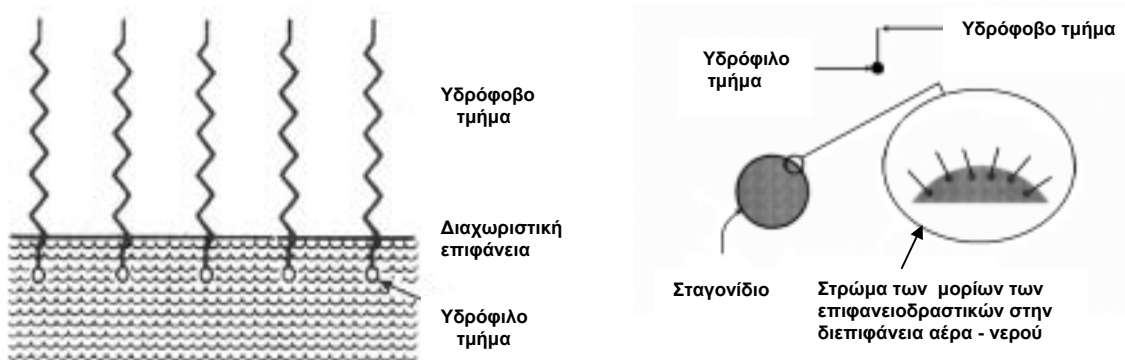 Υδρόφοβο
τμήμα
Διαχωριστική
επιφάνεια
Υδρόφιλο
τμήμα
Υδρόφοβο τμήμα
Υδρόφιλο
τμήμα
Σταγονίδιο
Στρώμα των μορίων των
επιφανειοδραστικών στην
διεπιφάνεια αέρα - νερού